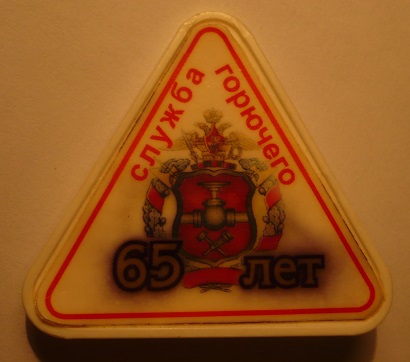 служба горючего
65 лет